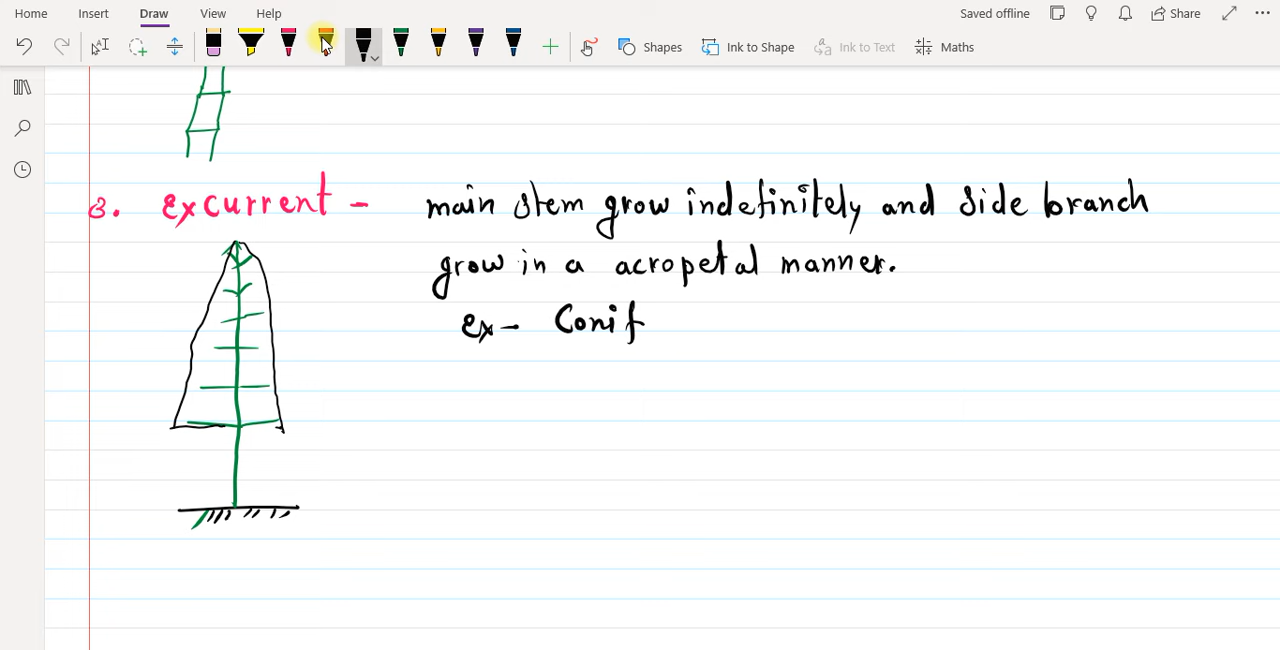 Home Insert Draw View Help Saved offline Share
Shapes Ink to Shape Ink to Text Maths
3. Excurrent - main stem grow indefinitely and side branch
grow in a acropetal manner.
ex- Conif